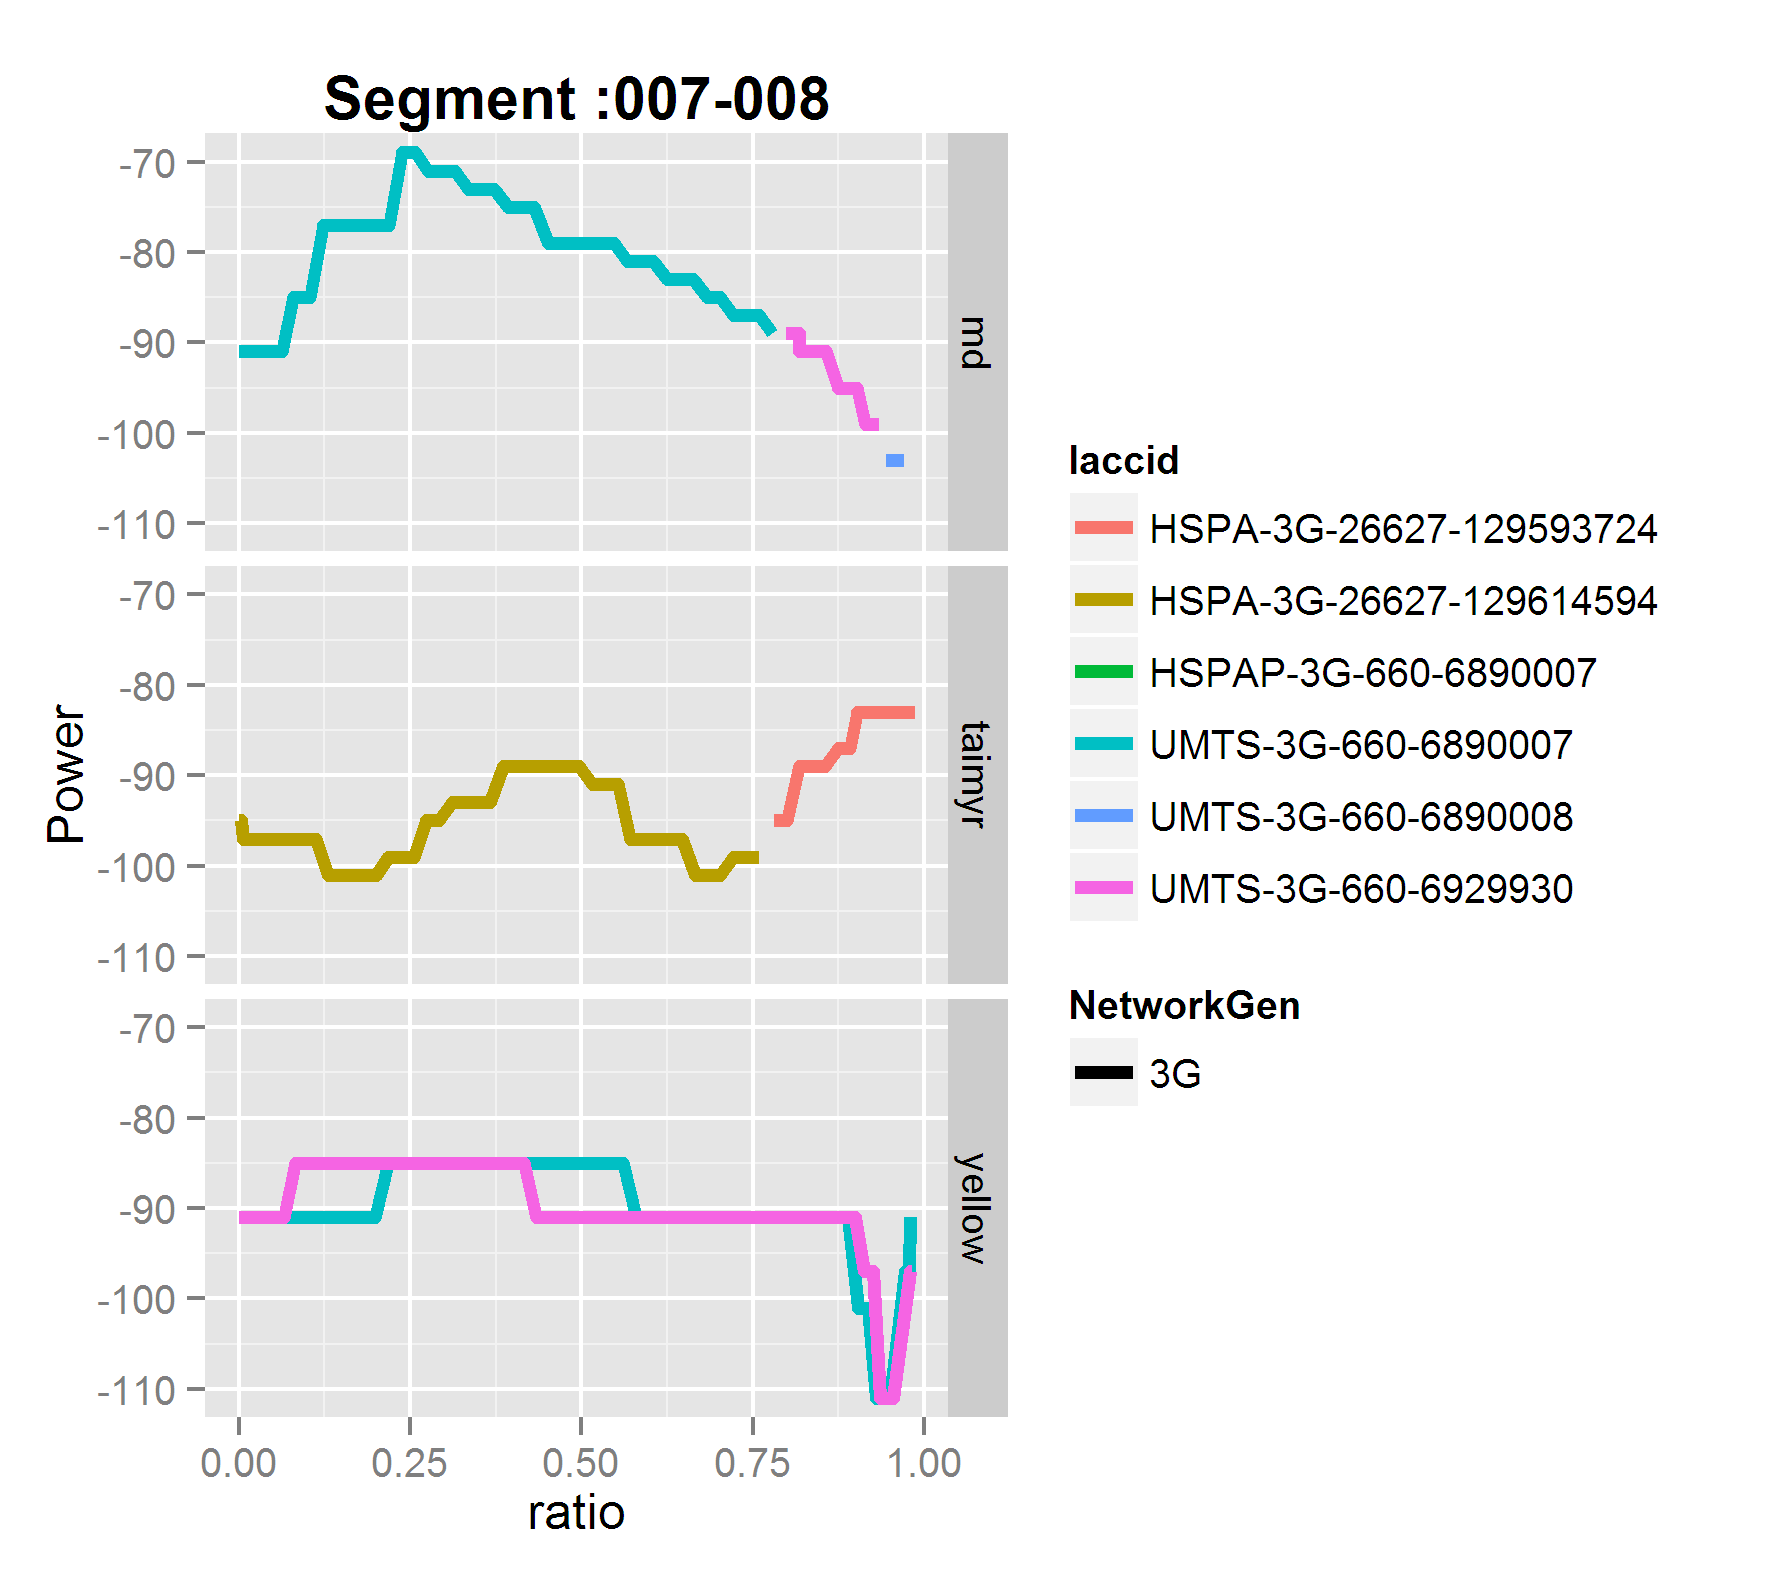 Segment :007-008
-70
-80
-90
-100
-110
md
-70
-80
-90
-100
-110
taimyr
-70
-80
-90
-100
-110
yellow
0.00 0.25 0.50 0.75 1.00
ratio
Power
laccid
HSPA-3G-26627-129593724
HSPA-3G-26627-129614594
HSPAP-3G-660-6890007
UMTS-3G-660-6890007
UMTS-3G-660-6890008
UMTS-3G-660-6929930
NetworkGen
3G